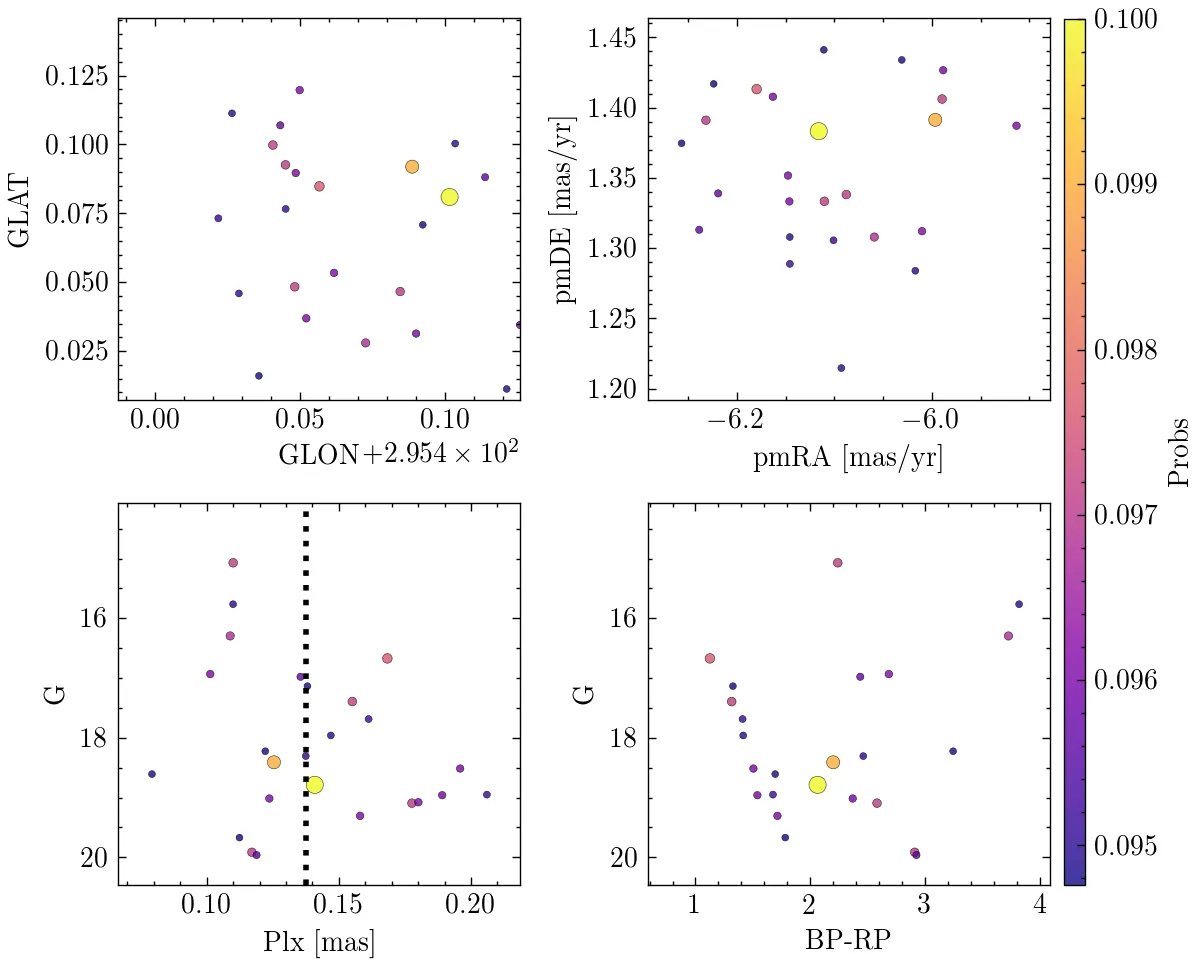 0.125
0.100
0.075
0.050
0.025
GLAT
0.00 0.05 0.10
GLON+2.954 × 10²
1.45
1.40
1.35
1.30
1.25
1.20
pmDE [mas/yr]
−6.2 −6.0
pmRA [mas/yr]
16
18
20
G
0.10 0.15 0.20
Plx [mas]
16
18
20
G
1 2 3 4
BP-RP
0.100
0.099
0.098
0.097
0.096
0.095
Probs